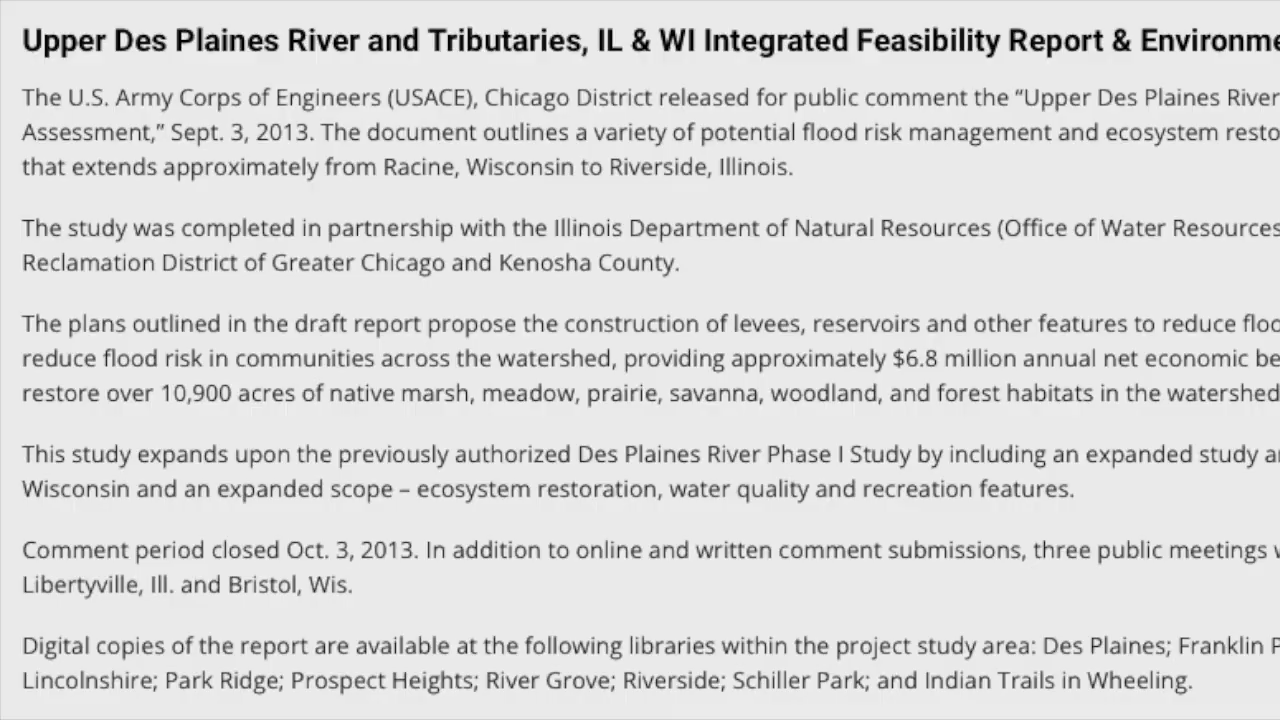 Upper Des Plaines River and Tributaries, IL & WI Integrated Feasibility Report &
The U.S. Army Corps of Engineers (USACE), Chicago District released for public comment the “Upper Des Plaines River
Assessment,” Sept. 3, 2013. The document outlines a variety of potential flood risk management and ecosystem
that extends approximately from Racine, Wisconsin to Riverside, Illinois.
The study was completed in partnership with the Illinois Department of Natural Resources (Office of Water Resources
Reclamation District of Greater Chicago and Kenosha County.
The plans outlined in the draft report propose the construction of levees, reservoirs and other features to reduce
reduce flood risk in communities across the watershed, providing approximately $6.8 million annual net economic
restore over 10,900 acres of native marsh, meadow, prairie, savanna, woodland, and forest habitats in the watershed
This study expands upon the previously authorized Des Plaines River Phase I Study by including an expanded study
Wisconsin and an expanded scope – ecosystem restoration, water quality and recreation features.
Comment period closed Oct. 3, 2013. In addition to online and written comment submissions, three public meetings
Libertyville, Ill. and Bristol, Wis.
Digital copies of the report are available at the following libraries within the project study area: Des Plaines; Franklin
Lincolnshire; Park Ridge; Prospect Heights; River Grove; Riverside; Schiller Park; and Indian Trails in Wheeling.